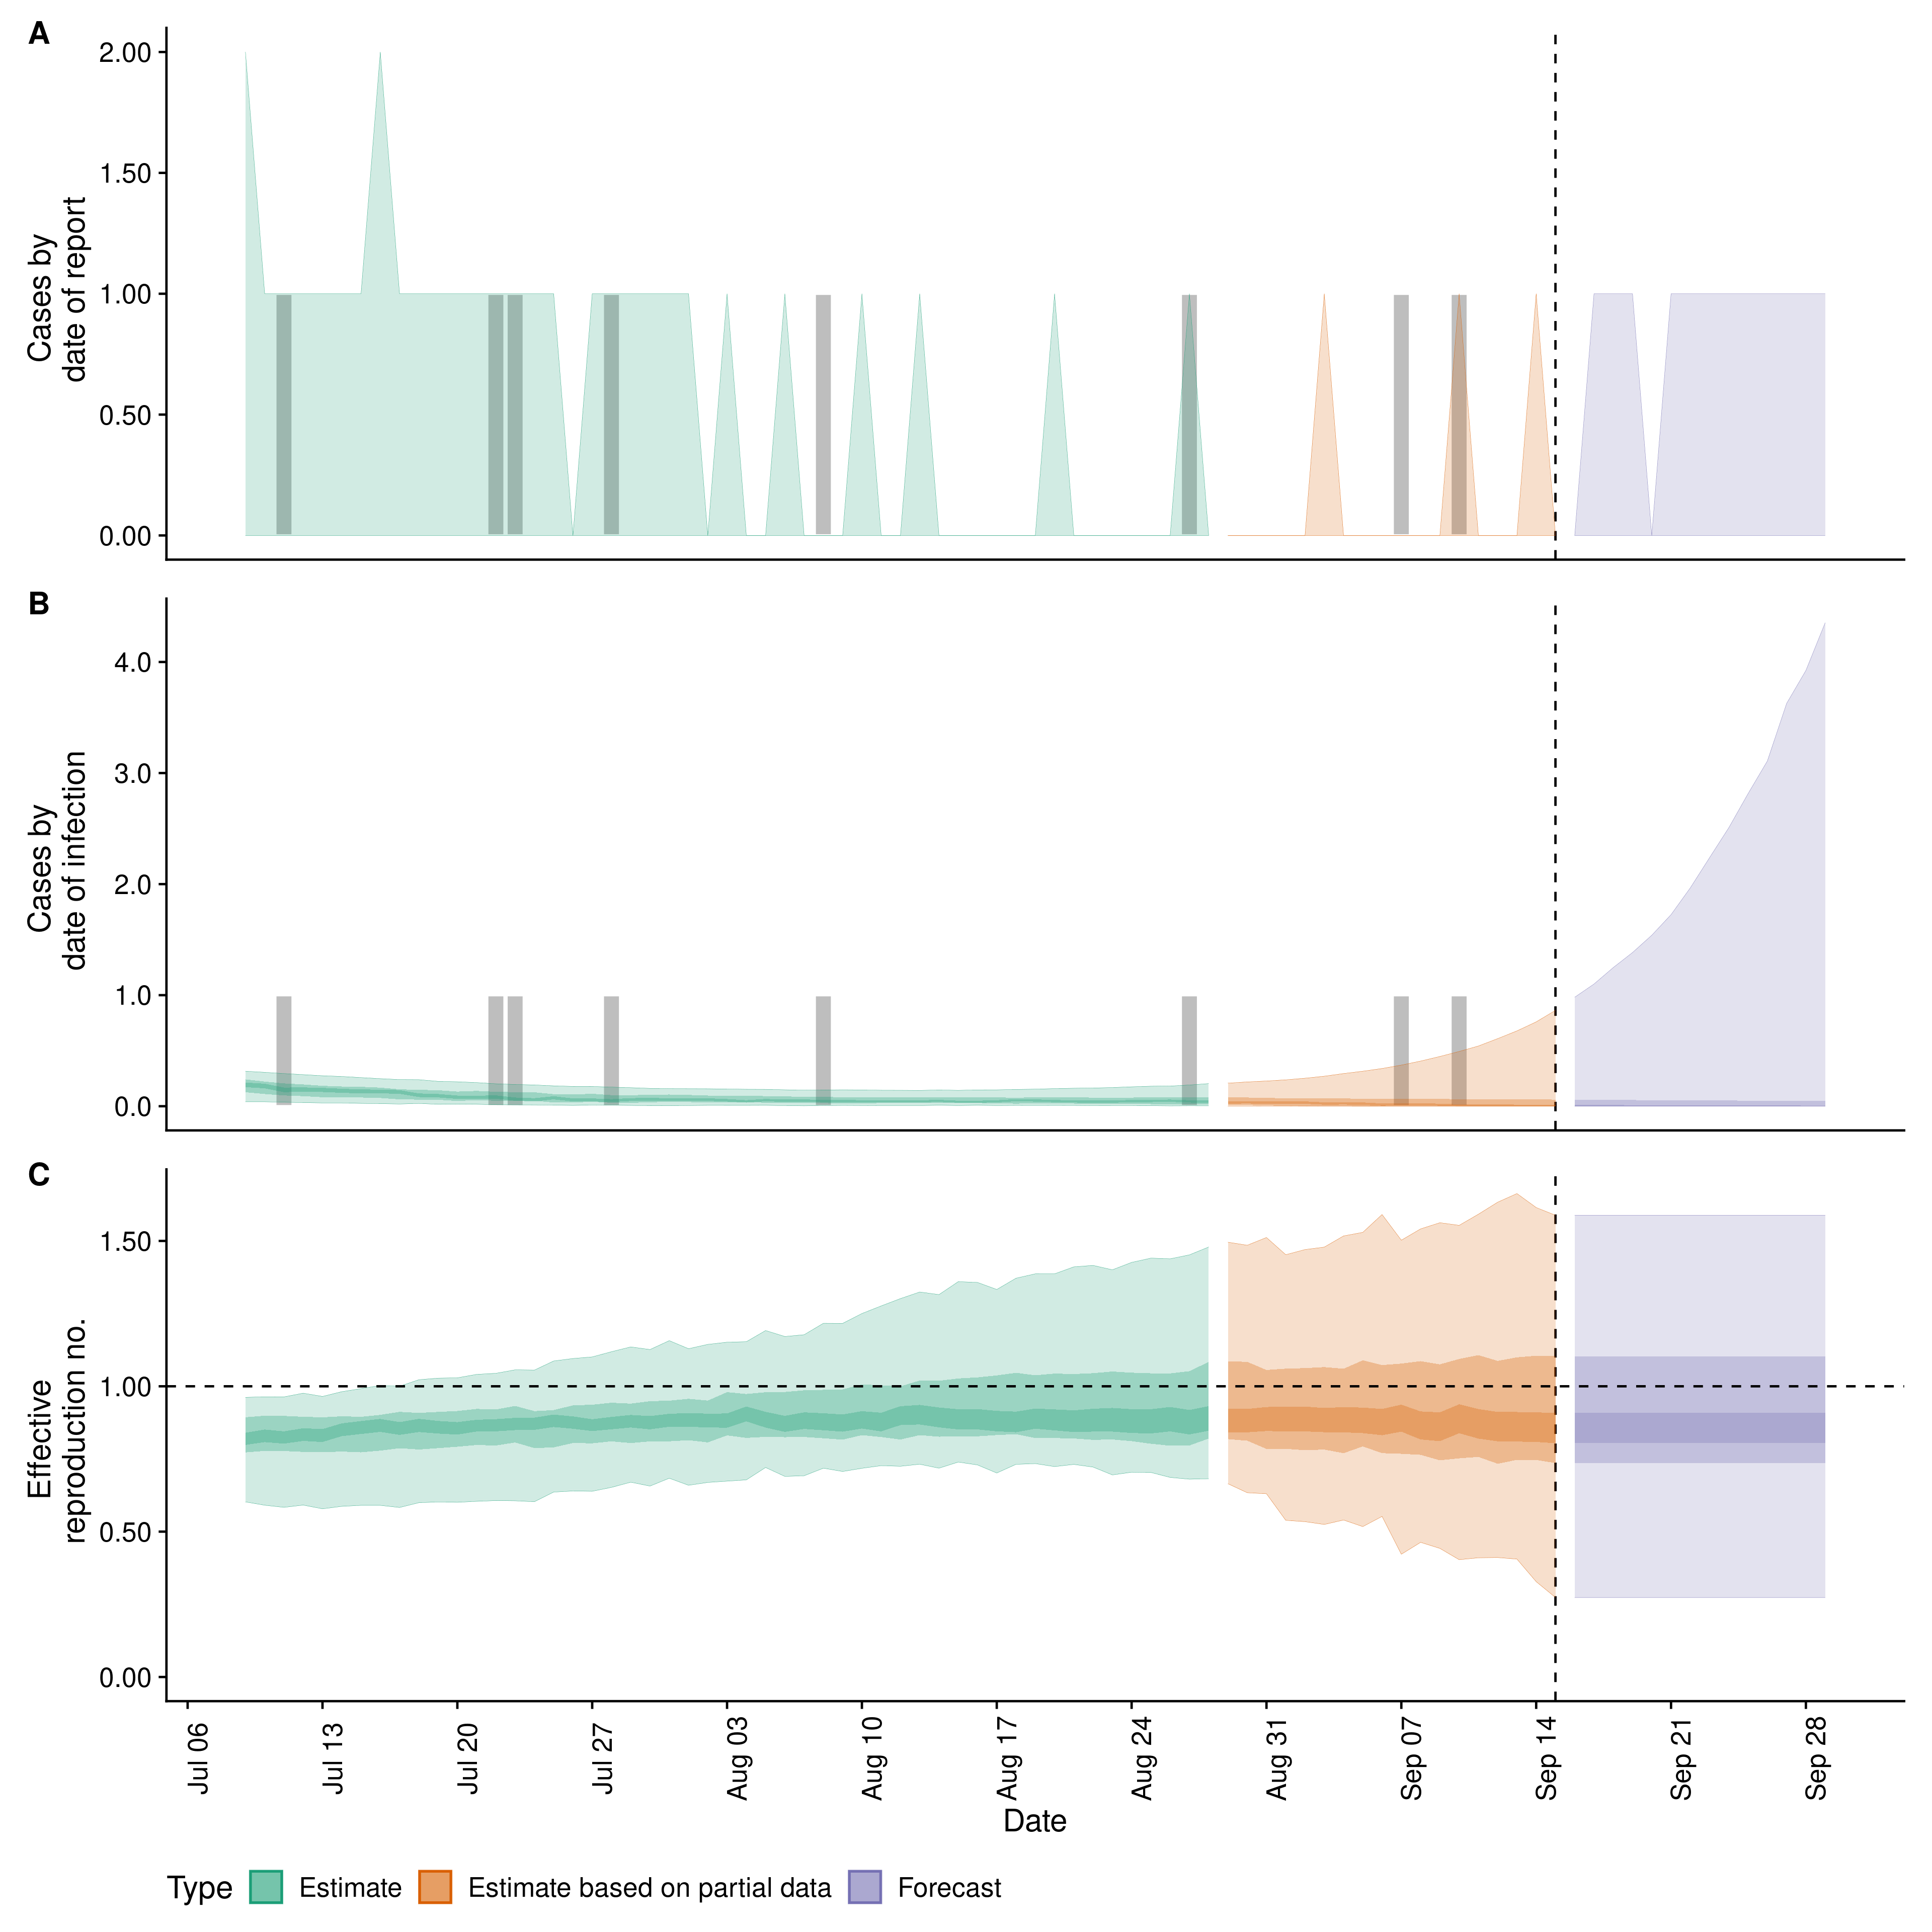 A
Cases by
date of report
2.00
1.50
1.00
0.50
0.00
B
Cases by
date of infection
4.0
3.0
2.0
1.0
0.0
C
Effective
reproduction no.
1.50
1.00
0.50
0.00
Jul 06
Jul 13
Jul 20
Jul 27
Aug 03
Aug 10
Aug 17
Aug 24
Aug 31
Sep 07
Sep 14
Sep 21
Sep 28
Date
Type Estimate Estimate based on partial data Forecast